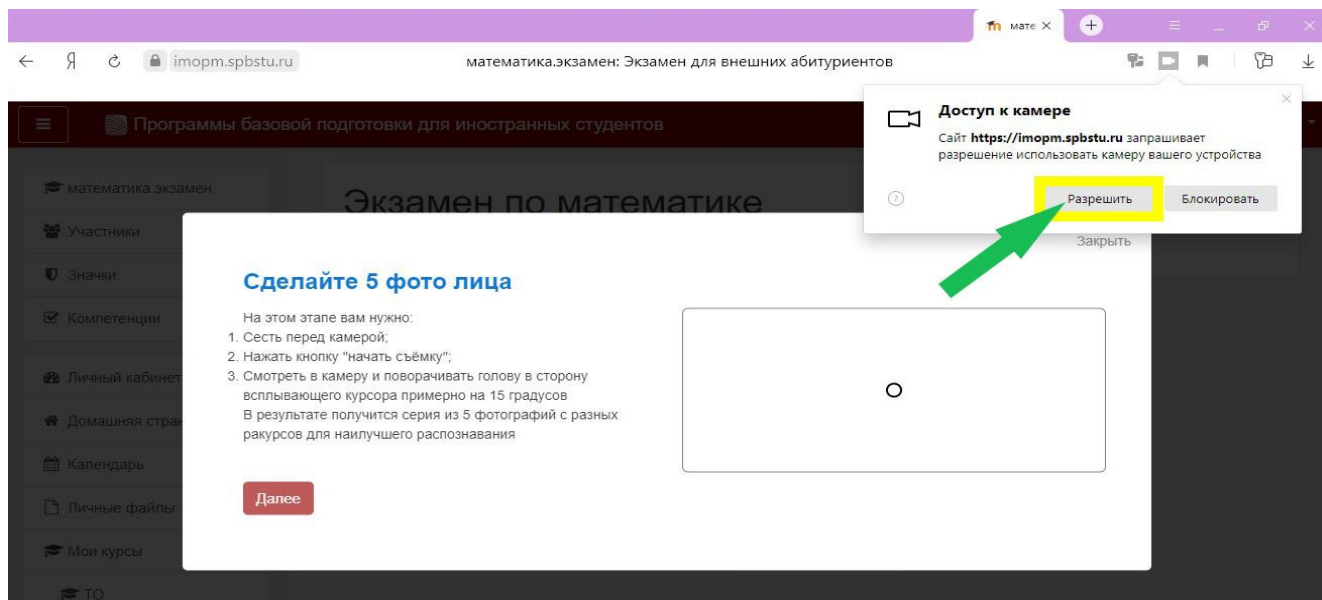 мате
Я
imopm.spbstu.ru
математика.экзамен: Экзамен для внешних абитуриентов
Доступ к камере
Сайт https://imopm.spbstu.ru запрашивает
разрешение использовать камеру вашего устройства
Разрешить
Блокировать
Программы базовой подготовки для иностранных студентов
математика.экзамен
Участники
Значки
Компетенции
Личный кабинет
Домашняя стран
Календарь
Личные файлы
Мои курсы
ТО
Экзамен по математике
Закрыть
Сделайте 5 фото лица
На этом этапе вам нужно:
1. Сесть перед камерой;
2. Нажать кнопку "начать съёмку";
3. Смотреть в камеру и поворачивать голову в сторону
всплывающего курсора примерно на 15 градусов
В результате получится серия из 5 фотографий с разных
ракурсов для наилучшего распознавания
Далее